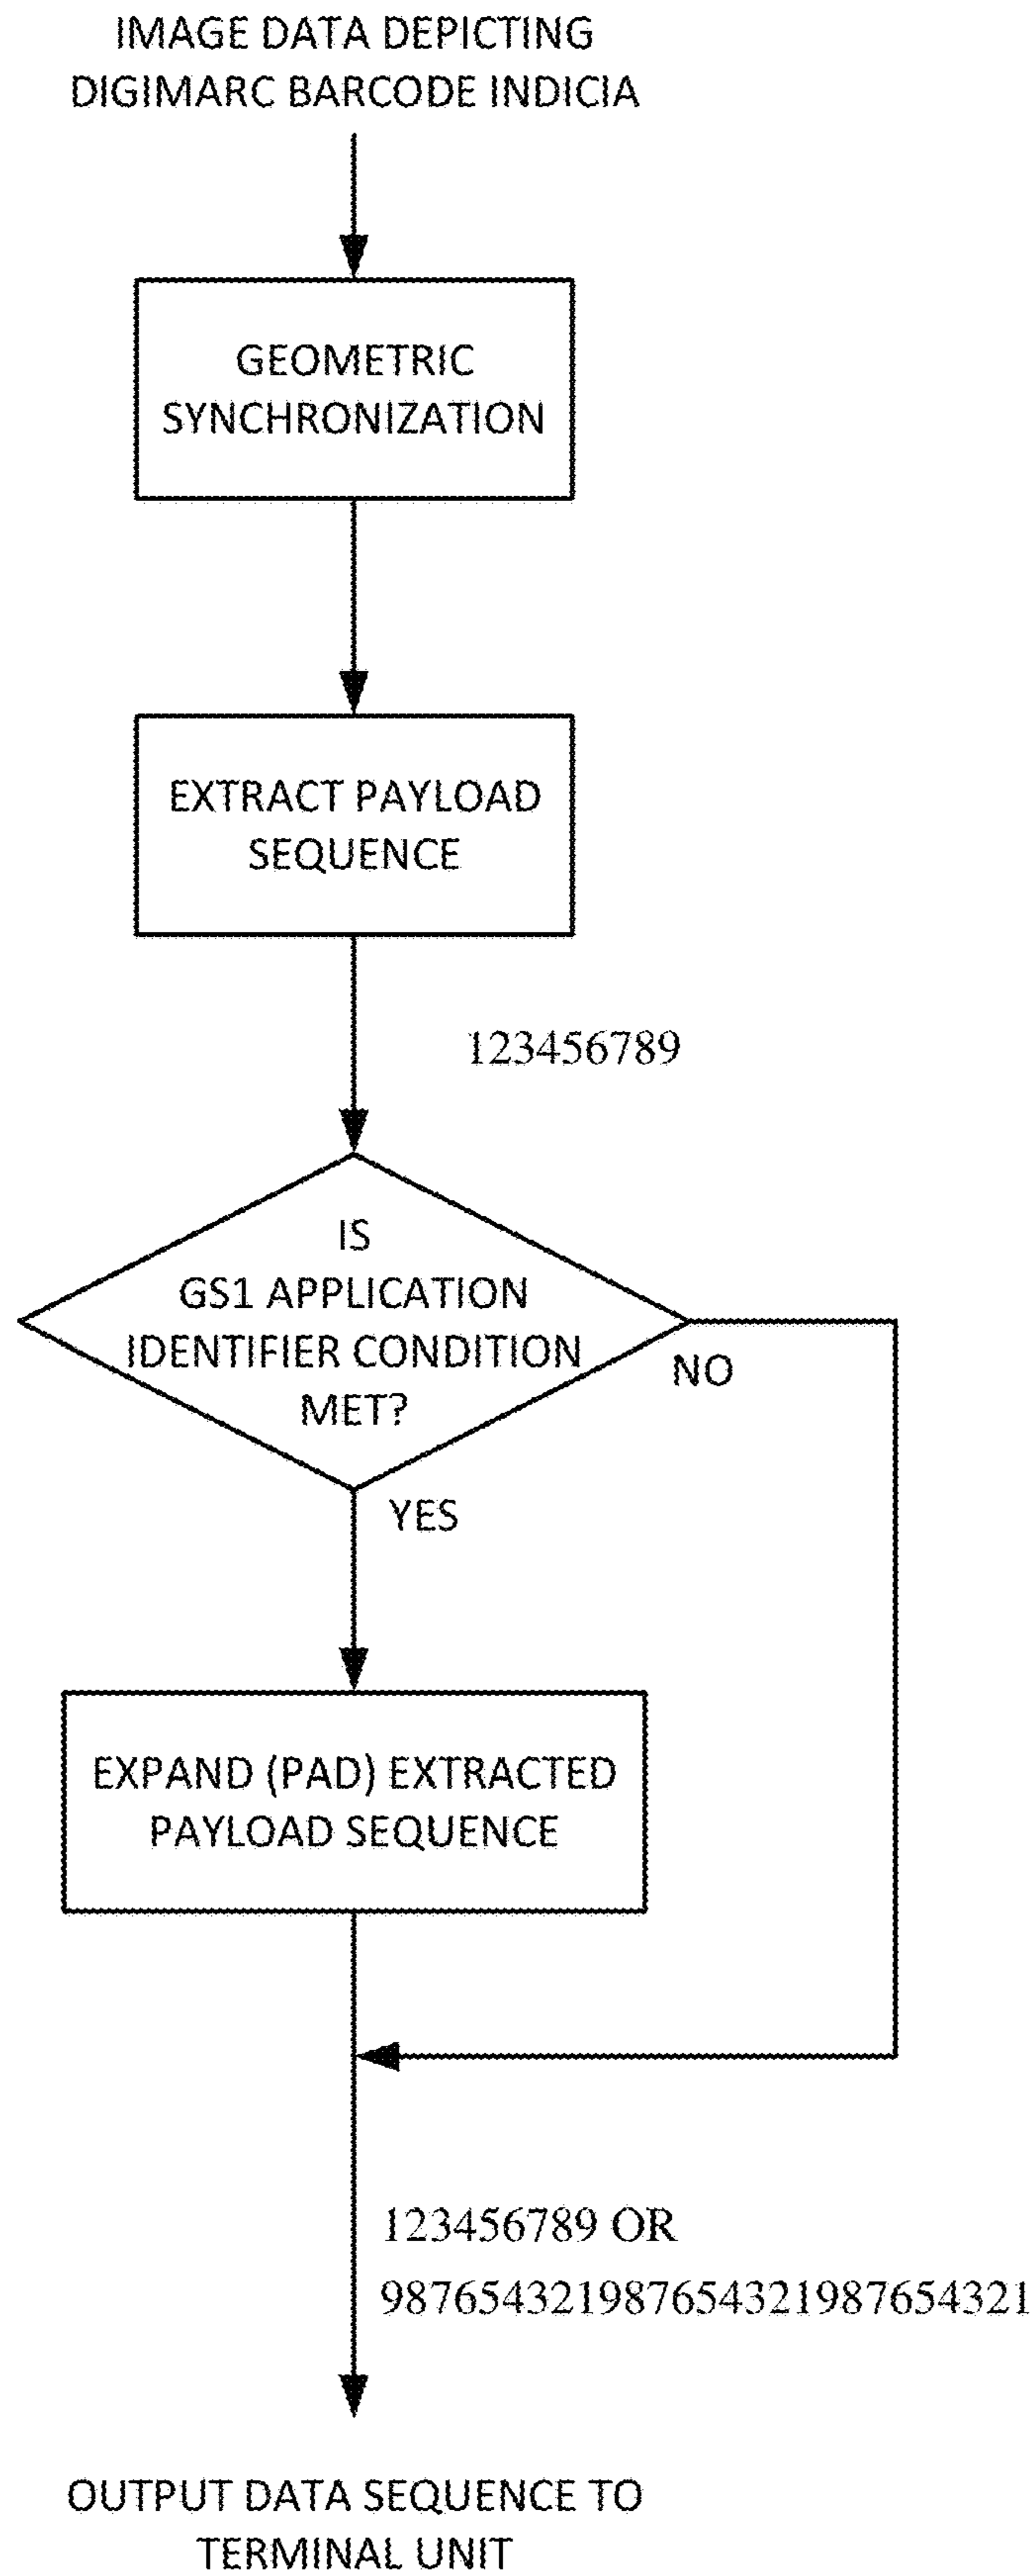 IMAGE DATA DEPICTING
DIGIMARC BARCODE INDICIA
GEOMETRIC
SYNCHRONIZATION
EXTRACT PAYLOAD
SEQUENCE
123456789
IS
GS1 APPLICATION
IDENTIFIER CONDITION
MET?
NO
YES
EXPAND (PAD) EXTRACTED
PAYLOAD SEQUENCE
123456789 OR
987654321987654321987654321
OUTPUT DATA SEQUENCE TO
TERMINAL UNIT